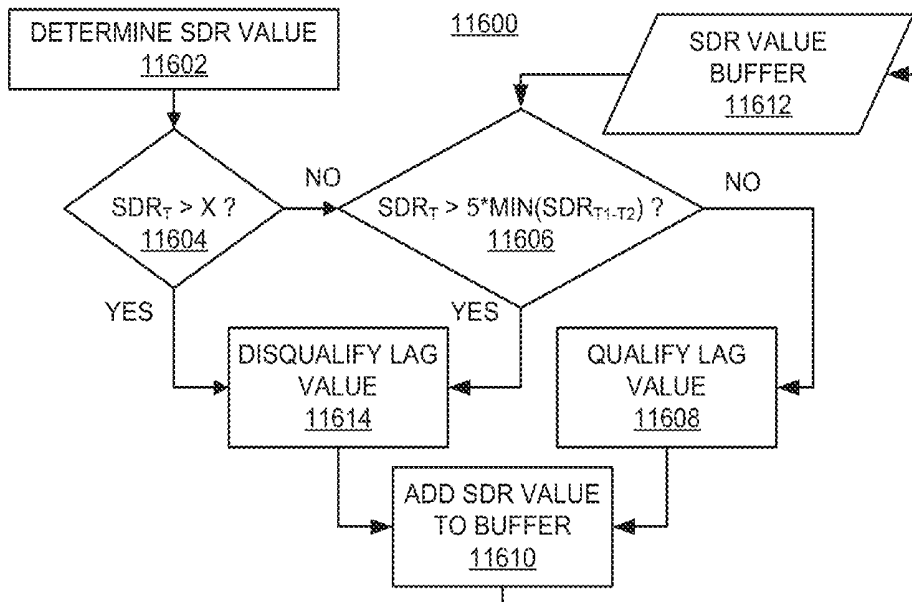 DETERMINE SDR VALUE
11602
11600
SDR VALUE
BUFFER
11612
SDR_T > X ?
11604
NO
SDR_T > 5*MIN(SDR_T1-T2) ?
11606
NO
YES
YES
DISQUALIFY LAG
VALUE
11614
QUALIFY LAG
VALUE
11608
ADD SDR VALUE
TO BUFFER
11610